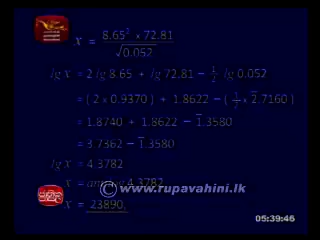 x = 8.65² × 72.81 / √0.052
lg x = 2 lg 8.65 + lg 72.81 − ½ lg 0.052
= ( 2 x 0.9370 ) + 1.8622 − ( ½ x 2̅.7160 )
= 1.8740 + 1.8622 − 1̅.3580
= 3.7362 − 1̅.3580
lg x = 4.3782
x = antilog 4.3782
© www.rupavahini.lk
x = 23890.
05:39:46